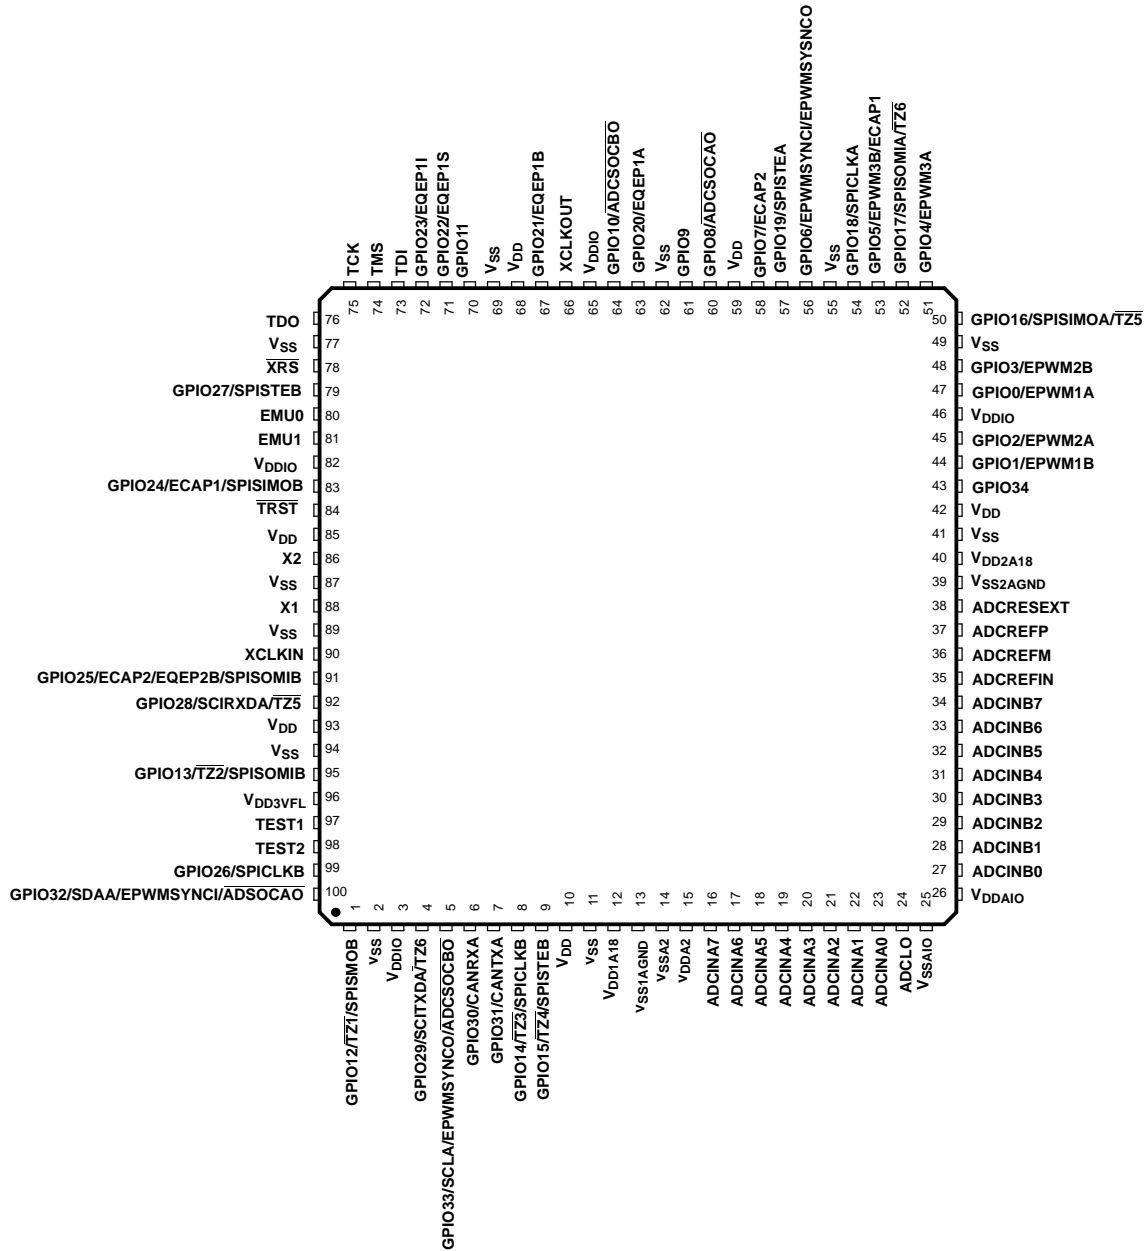 TCK
TMS
TDI
GPIO23/EQEP1I
GPIO22/EQEP1S
GPIO11
VSS
VDD
GPIO21/EQEP1B
XCLKOUT
VDDIO
GPIO10/ADCSOCBO
GPIO20/EQEP1A
VSS
GPIO9
GPIO8/ADCSOCAO
VDD
GPIO7/ECAP2
GPIO19/SPISTEA
GPIO6/EPWMSYNCI/EPWMSYSNCO
VSS
GPIO18/SPICLKA
GPIO5/EPWM3B/ECAP1
GPIO17/SPISOMIA/TZ6
GPIO4/EPWM3A
75
74
73
72
71
70
69
68
67
66
65
64
63
62
61
60
59
58
57
56
55
54
53
52
51
TDO 76
VSS 77
XRS 78
GPIO27/SPISTEB 79
EMU0 80
EMU1 81
VDDIO 82
GPIO24/ECAP1/SPISIMOB 83
TRST 84
VDD 85
X2 86
VSS 87
X1 88
VSS 89
XCLKIN 90
GPIO25/ECAP2/EQEP2B/SPISOMIB 91
GPIO28/SCIRXDA/TZ5 92
VDD 93
VSS 94
GPIO13/TZ2/SPISOMIB 95
VDD3VFL 96
TEST1 97
TEST2 98
GPIO26/SPICLKB 99
GPIO32/SDAA/EPWMSYNCI/ADSOCAO 100
50 GPIO16/SPISIMOA/TZ5
49 VSS
48 GPIO3/EPWM2B
47 GPIO0/EPWM1A
46 VDDIO
45 GPIO2/EPWM2A
44 GPIO1/EPWM1B
43 GPIO34
42 VDD
41 VSS
40 VDD2A18
39 VSS2AGND
38 ADCRESEXT
37 ADCREFP
36 ADCREFM
35 ADCREFIN
34 ADCINB7
33 ADCINB6
32 ADCINB5
31 ADCINB4
30 ADCINB3
29 ADCINB2
28 ADCINB1
27 ADCINB0
26 VDDAIO
1
2
3
4
5
6
7
8
9
10
11
12
13
14
15
16
17
18
19
20
21
22
23
24
25
GPIO12/TZ1/SPISMOB
VSS
VDDIO
GPIO29/SCITXDA/TZ6
GPIO33/SCLA/EPWMSYNCO/ADCSOCBO
GPIO30/CANRXA
GPIO31/CANTXA
GPIO14/TZ3/SPICLKB
GPIO15/TZ4/SPISTEB
VDD
VSS
VDD1A18
VSS1AGND
VSSA2
VDDA2
ADCINA7
ADCINA6
ADCINA5
ADCINA4
ADCINA3
ADCINA2
ADCINA1
ADCINA0
ADCLO
VSSAIO